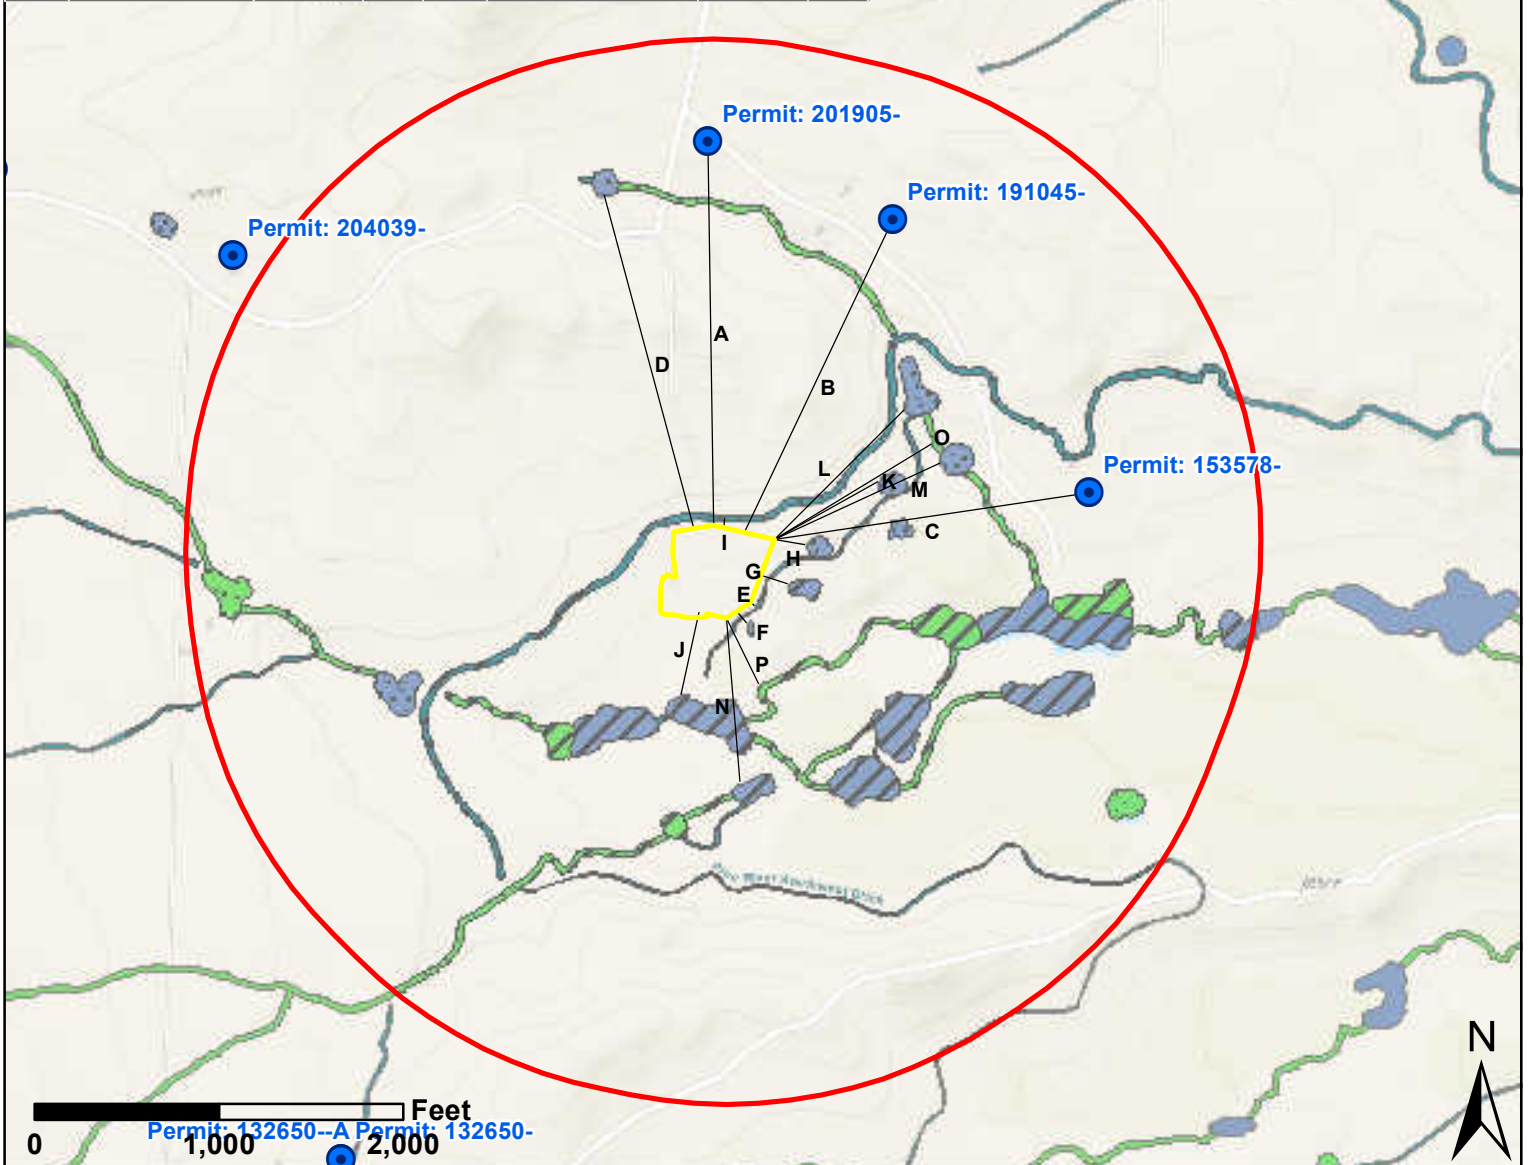 Permit: 201905-
Permit: 191045-
Permit: 204039-
A
D
B
O
L
K
M
Permit: 153578-
C
I
H
G
E
F
J
P
N
N
Feet
Permit: 132650--A Permit: 132650-
0 1,000 2,000